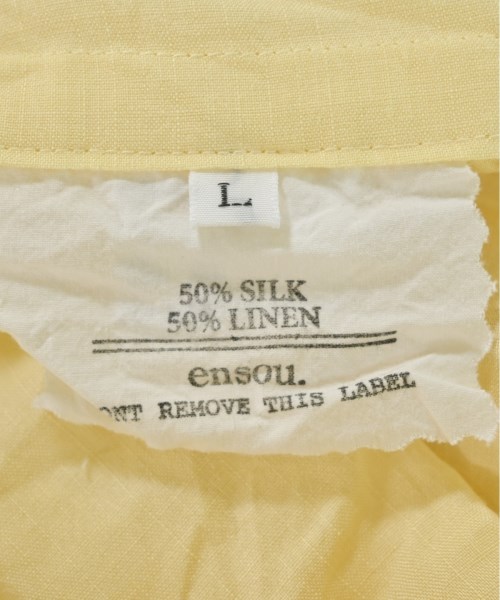 L
50% SILK
50% LINEN
ensou.
ONT REMOVE THIS LABEL